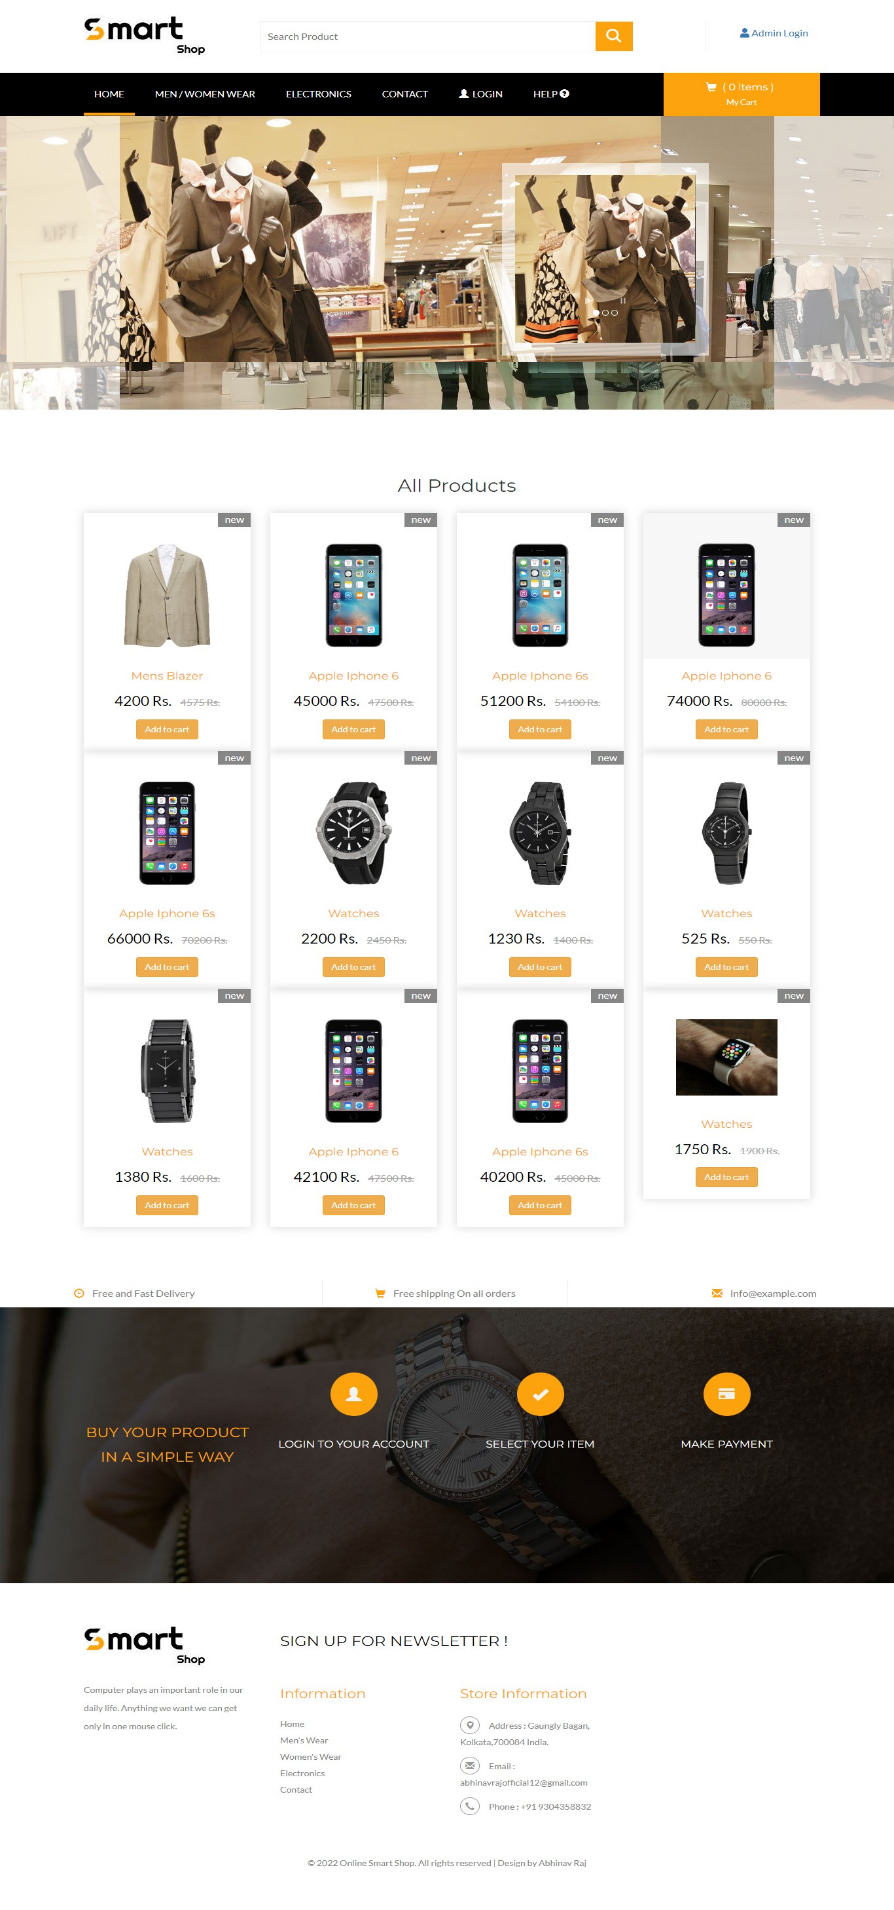 Smart
Shop
Search Product
Admin Login
HOME
MEN / WOMEN WEAR
ELECTRONICS
CONTACT
LOGIN
HELP
( 0 items )
My Cart
LIFT
All Products
new
new
new
new
Mens Blazer
Apple Iphone 6
Apple Iphone 6s
Apple Iphone 6
4200 Rs. 4575 Rs.
45000 Rs. 47500 Rs.
51200 Rs. 54100 Rs.
74000 Rs. 80000 Rs.
Add to cart
Add to cart
Add to cart
Add to cart
new
new
new
new
Apple Iphone 6s
Watches
Watches
Watches
66000 Rs. 70200 Rs.
2200 Rs. 2450 Rs.
1230 Rs. 1400 Rs.
525 Rs. 550 Rs.
Add to cart
Add to cart
Add to cart
Add to cart
new
new
new
new
Watches
Apple Iphone 6
Apple Iphone 6s
Watches
1380 Rs. 1600 Rs.
42100 Rs. 47500 Rs.
40200 Rs. 45000 Rs.
1750 Rs. 1900 Rs.
Add to cart
Add to cart
Add to cart
Add to cart
Free and Fast Delivery
Free shipping On all orders
info@example.com
BUY YOUR PRODUCT
IN A SIMPLE WAY
LOGIN TO YOUR ACCOUNT
SELECT YOUR ITEM
MAKE PAYMENT
Smart
Shop
Computer plays an important role in our
daily life. Anything we want we can get
only in one mouse click.
SIGN UP FOR NEWSLETTER !
Information
Home
Men's Wear
Women's Wear
Electronics
Contact
Store Information
Address : Gaungly Bagan,
Kolkata,700084 India.
Email :
abhinavrajofficial12@gmail.com
Phone : +91 9304358832
© 2022 Online Smart Shop. All rights reserved | Design by Abhinav Raj